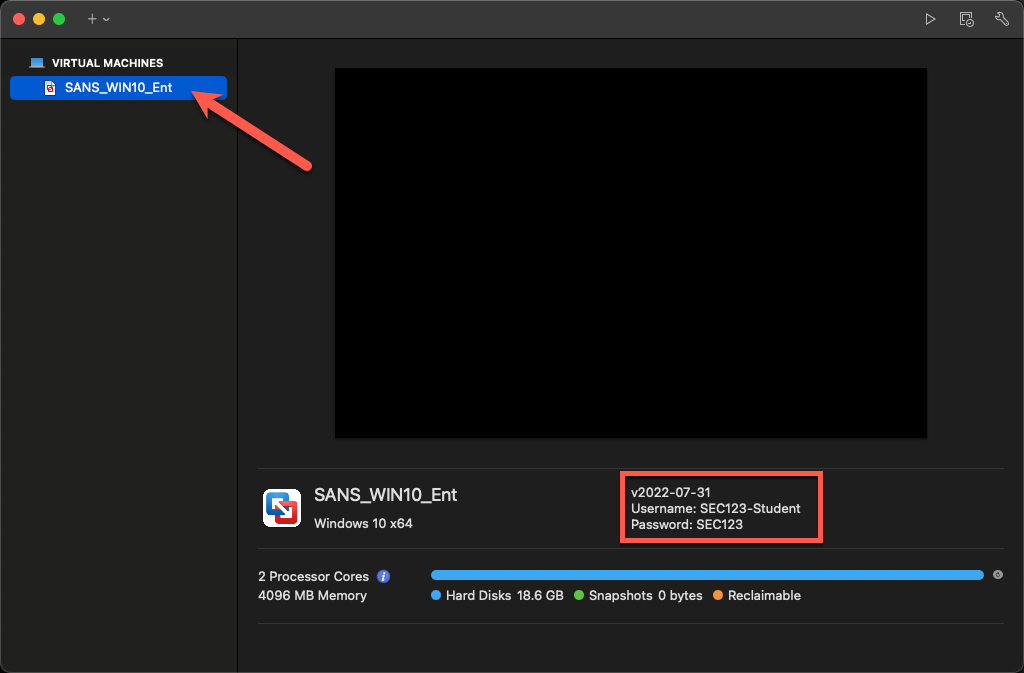 VIRTUAL MACHINES
SANS_WIN10_Ent
SANS_WIN10_Ent
Windows 10 x64
v2022-07-31
Username: SEC123-Student
Password: SEC123
2 Processor Cores
4096 MB Memory
Hard Disks 18.6 GB Snapshots 0 bytes Reclaimable